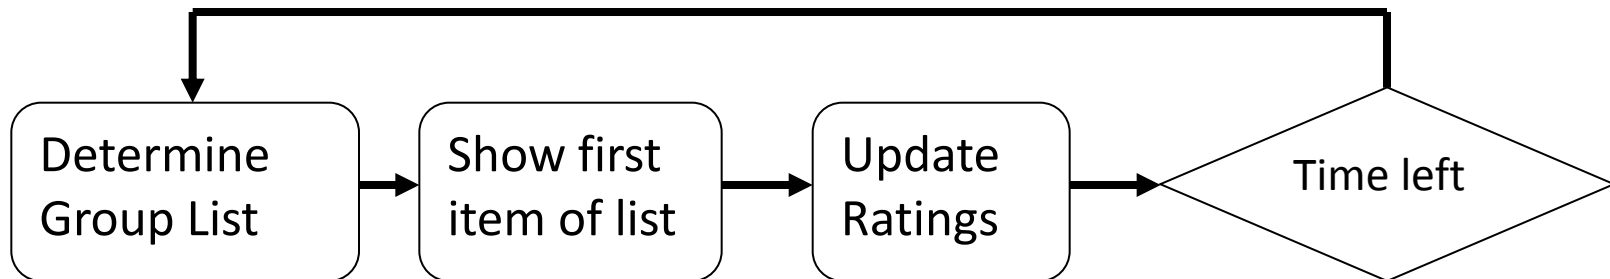 Determine
Group List
Show first
item of list
Update
Ratings
Time left